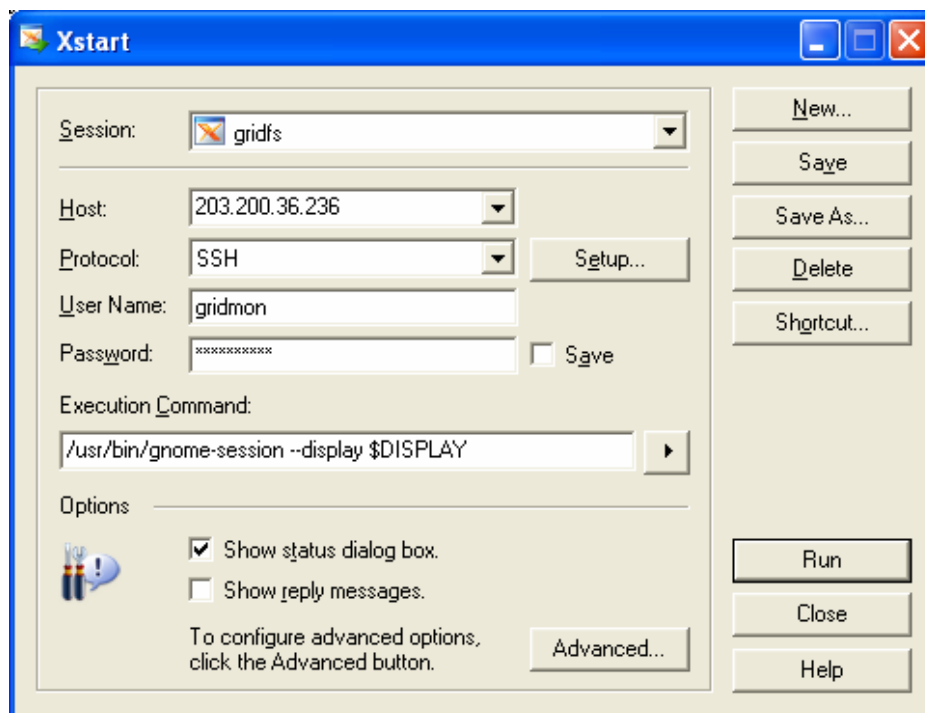 Xstart
Session: gridfs
Host: 203.200.36.236
Protocol: SSH Setup...
User Name: gridmon
Password: ×××××××××× Save
Execution Command:
/usr/bin/gnome-session --display $DISPLAY
Options
Show status dialog box.
Show reply messages.
To configure advanced options,
click the Advanced button.
Advanced...
New...
Save
Save As...
Delete
Shortcut...
Run
Close
Help